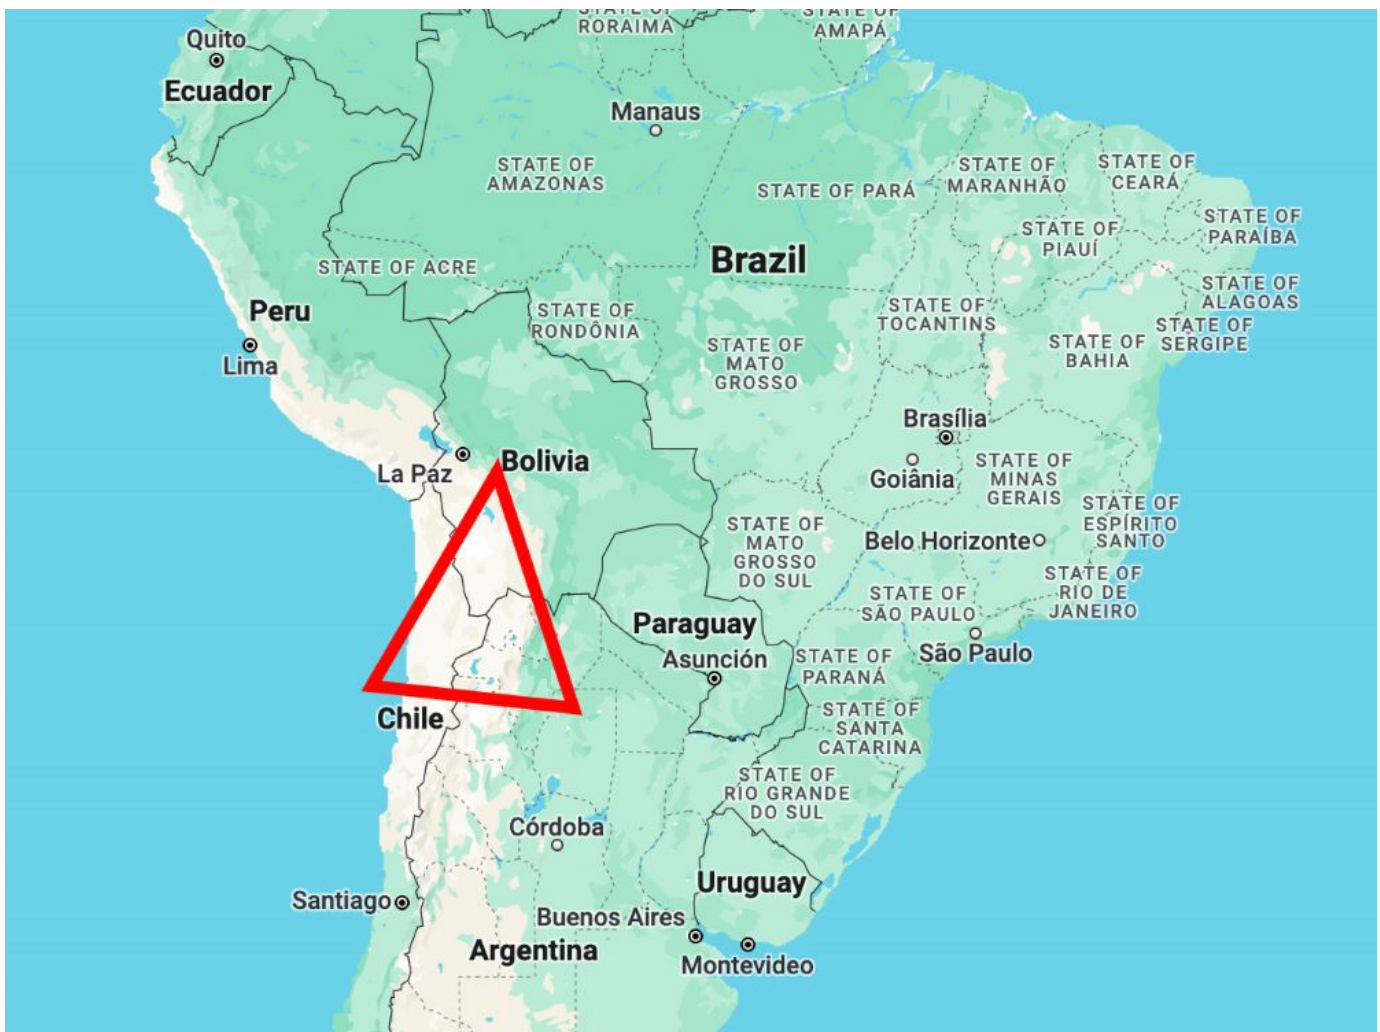 STATE OF
RORAIMA
STATE OF
AMAPÁ
Quito
Ecuador
Manaus
STATE OF
AMAZONAS
STATE OF PARÁ
STATE OF
MARANHÃO
STATE OF
CEARÁ
STATE OF
PIAUÍ
STATE OF
PARAÍBA
Brazil
STATE OF ACRE
STATE OF
ALAGOAS
Peru
STATE OF
RONDÔNIA
STATE OF
TOCANTINS
STATE OF
SERGIPE
Lima
STATE OF
MATO
GROSSO
STATE OF
BAHIA
Brasília
La Paz
Bolivia
Goiânia
STATE OF
MINAS
GERAIS
STATE OF
ESPÍRITO
SANTO
STATE OF
MATO
GROSSO
DO SUL
Belo Horizonte
STATE OF
RIO DE
JANEIRO
STATE OF
SÃO PAULO
Paraguay
Asunción
São Paulo
STATE OF
PARANÁ
Chile
STATE OF
SANTA
CATARINA
STATE OF
RIO GRANDE
DO SUL
Córdoba
Uruguay
Santiago
Buenos Aires
Argentina
Montevideo